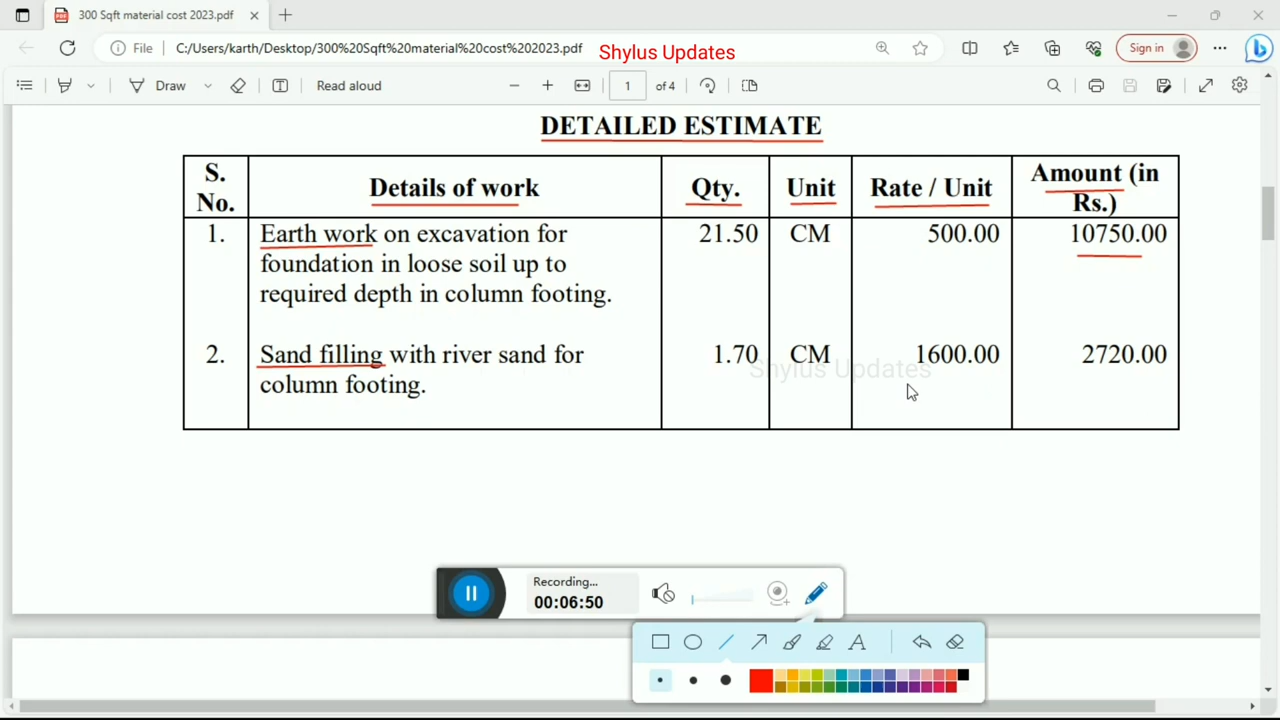 300 Sqft material cost 2023.pdf
File
C:/Users/karth/Desktop/300%20Sqft%20material%20cost%202023.pdf
Shylus Updates
Sign in
Draw
Read aloud
1
of 4
DETAILED ESTIMATE
S. No.
Details of work
Qty.
Unit
Rate / Unit
Amount (in Rs.)
1.
Earth work on excavation for
foundation in loose soil up to
required depth in column footing.
21.50
CM
500.00
10750.00
2.
Sand filling with river sand for
column footing.
1.70
CM
1600.00
2720.00
Shylus Updates
Recording...
00:06:50